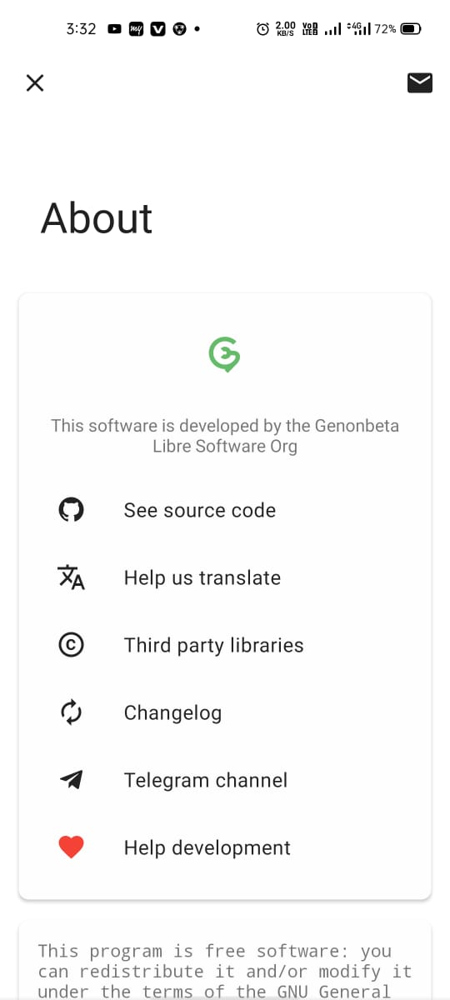 3:32 my V 2.00 KB/S VoD LTE 4G 72%
About
This software is developed by the Genonbeta
Libre Software Org
See source code
Help us translate
Third party libraries
Changelog
Telegram channel
Help development
This program is free software: you
can redistribute it and/or modify it
under the terms of the GNU General